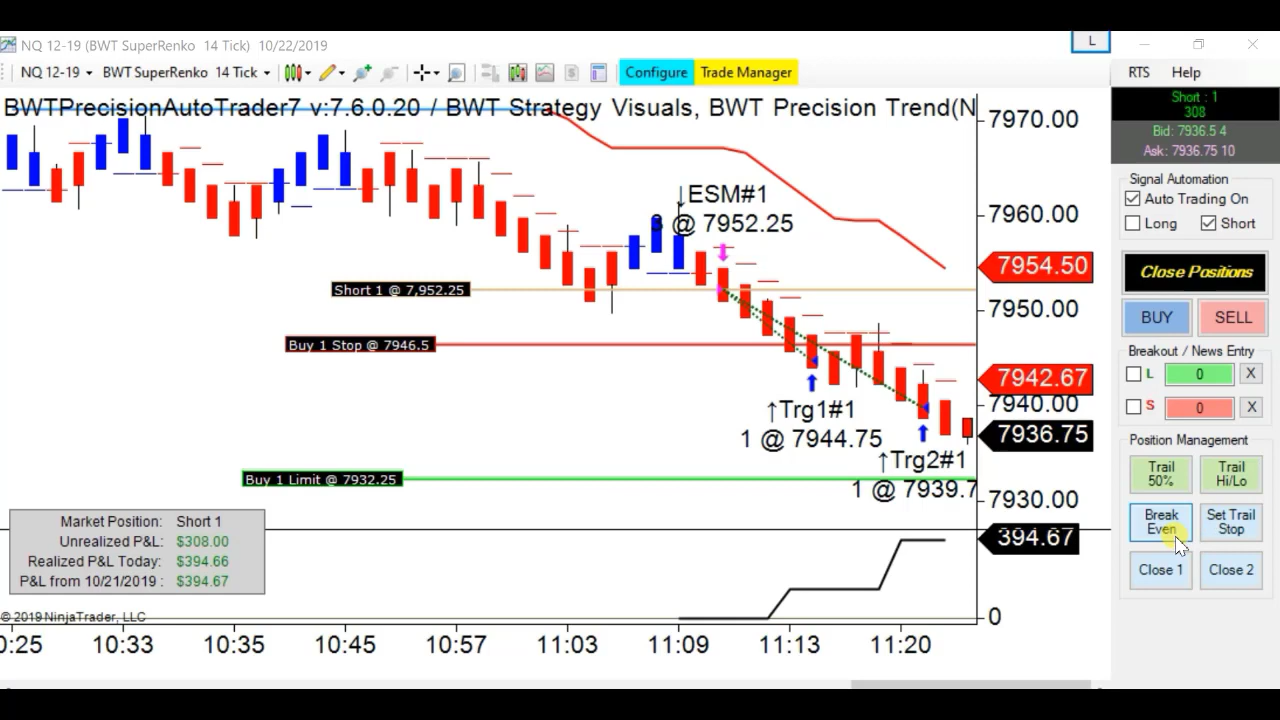 NQ 12-19 (BWT SuperRenko 14 Tick) 10/22/2019
L
NQ 12-19 BWT SuperRenko 14 Tick
$
Configure
Trade Manager
RTS Help
BWTPrecisionAutoTrader7 v:7.6.0.20 / BWT Strategy Visuals, BWT Precision Trend(N
7970.00
7960.00
7954.50
7950.00
7942.67
7940.00
7936.75
7930.00
394.67
0
↓ESM#1
3 @ 7952.25
Short 1 @ 7,952.25
Buy 1 Stop @ 7946.5
↑Trg1#1
1 @ 7944.75
↑Trg2#1
1 @ 7939.7
Buy 1 Limit @ 7932.25
Market Position: Short 1
Unrealized P&L: $308.00
Realized P&L Today: $394.66
P&L from 10/21/2019 : $394.67
© 2019 NinjaTrader, LLC
0:25 10:33 10:35 10:45 10:57 11:03 11:09 11:13 11:20
Short : 1
308
Bid: 7936.5 4
Ask: 7936.75 10
Signal Automation
Auto Trading On
Long Short
Close Positions
BUY SELL
Breakout / News Entry
L 0 X
S 0 X
Position Management
Trail
50%
Trail
Hi/Lo
Break
Even
Set Trail
Stop
Close 1 Close 2